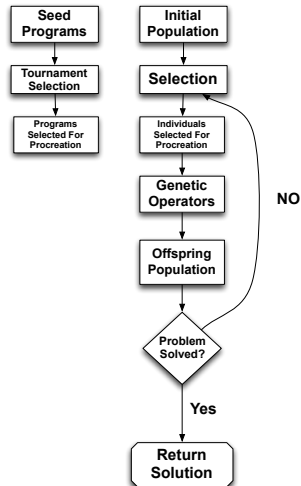 Seed
Programs
Tournament
Selection
Programs
Selected For
Procreation
Initial
Population
Selection
Individuals
Selected For
Procreation
Genetic
Operators
Offspring
Population
Problem
Solved?
NO
Yes
Return
Solution